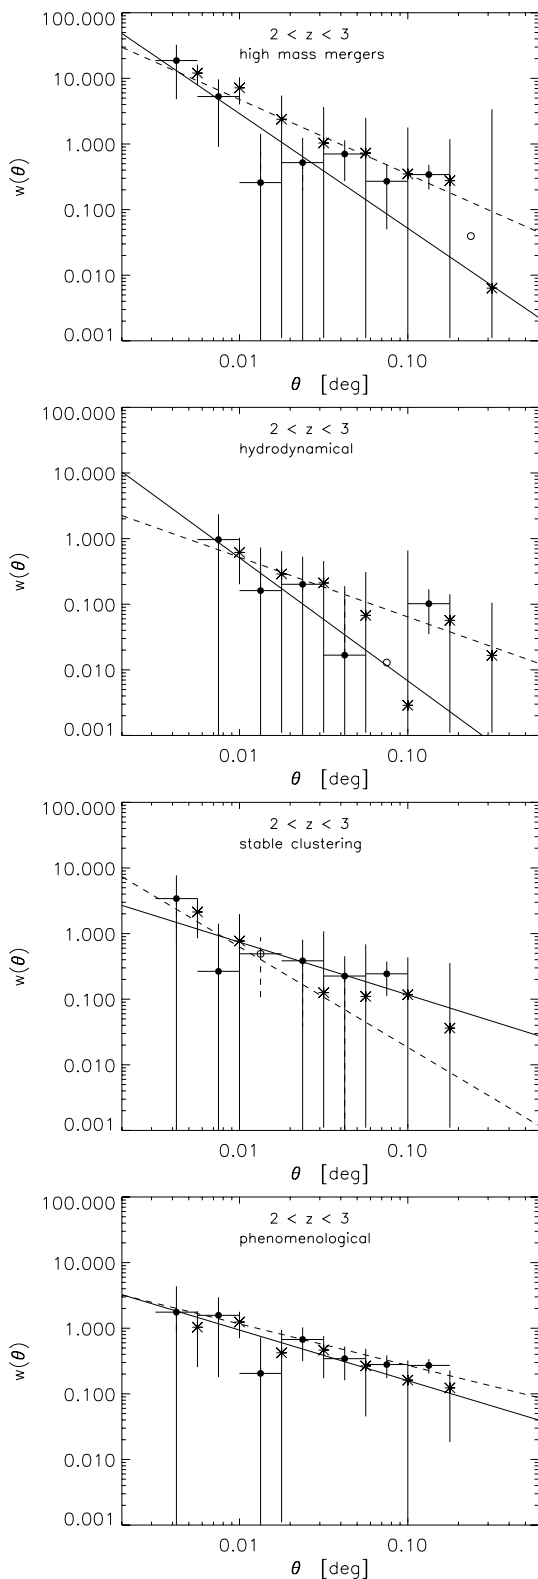 2 < z < 3
high mass mergers
100.000
10.000
1.000
0.100
0.010
0.001
w(θ)
0.01
0.10
θ [deg]
2 < z < 3
hydrodynamical
100.000
10.000
1.000
0.100
0.010
0.001
w(θ)
0.01
0.10
θ [deg]
2 < z < 3
stable clustering
100.000
10.000
1.000
0.100
0.010
0.001
w(θ)
0.01
0.10
θ [deg]
2 < z < 3
phenomenological
100.000
10.000
1.000
0.100
0.010
0.001
w(θ)
0.01
0.10
θ [deg]